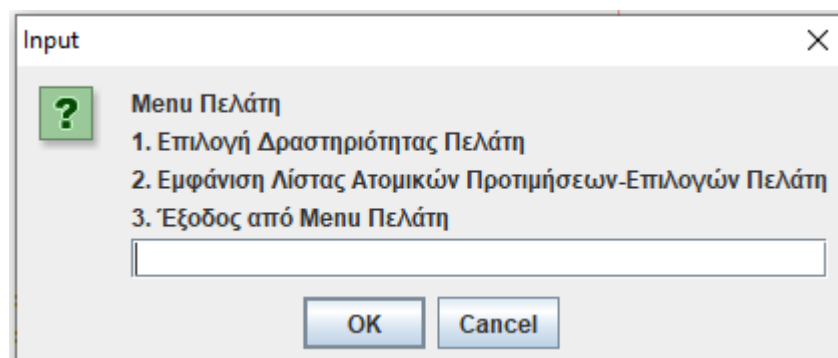 Input
Menu Πελάτη
1. Επιλογή Δραστηριότητας Πελάτη
2. Εμφάνιση Λίστας Ατομικών Προτιμήσεων-Επιλογών Πελάτη
3. Έξοδος από Menu Πελάτη
OK Cancel